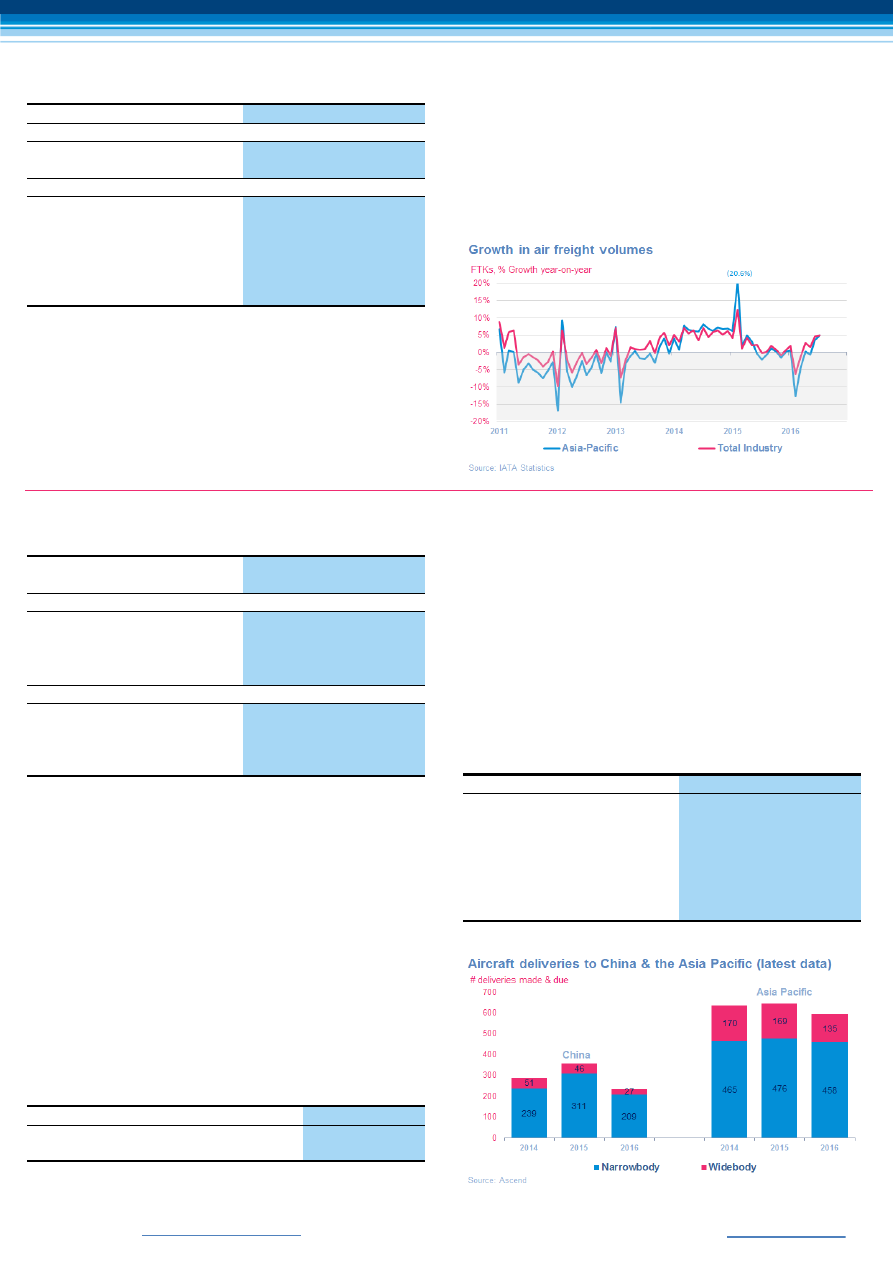 Growth in air freight volumes
FTKs, % Growth year-on-year
(20.6%)
20%
15%
10%
5%
0%
-5%
-10%
-15%
-20%
2011 2012 2013 2014 2015 2016
Asia-Pacific Total Industry
Source: IATA Statistics
Aircraft deliveries to China & the Asia Pacific (latest data)
# deliveries made & due
700
600
500
400
300
200
100
0
China
Asia Pacific
51 46 27 170 169 135
239 311 209 465 476 458
2014 2015 2016 2014 2015 2016
Narrowbody Widebody
Source: Ascend